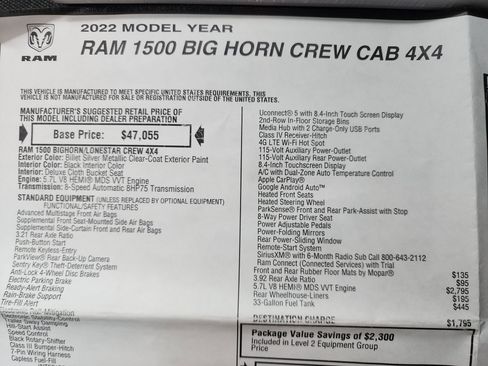 RAM
2022 MODEL YEAR
RAM 1500 BIG HORN CREW CAB 4X4
THIS VEHICLE IS MANUFACTURED TO MEET SPECIFIC UNITED STATES REQUIREMENTS. THIS
VEHICLE IS NOT MANUFACTURED FOR SALE OR REGISTRATION OUTSIDE OF THE UNITED STATES.
MANUFACTURER'S SUGGESTED RETAIL PRICE OF
THIS MODEL INCLUDING DEALER PREPARATION
Base Price: $47,055
RAM 1500 BIGHORN/LONESTAR CREW 4X4
Exterior Color: Billet Silver Metallic Clear-Coat Exterior Paint
Interior Color: Black Interior Color
Interior: Deluxe Cloth Bucket Seat
Engine: 5.7L V8 HEMI® MDS VVT Engine
Transmission: 8-Speed Automatic 8HP75 Transmission
STANDARD EQUIPMENT (UNLESS REPLACED BY OPTIONAL EQUIPMENT)
FUNCTIONAL/SAFETY FEATURES
Advanced Multistage Front Air Bags
Supplemental Front Seat-Mounted Side Air Bags
Supplemental Side-Curtain Front and Rear Air Bags
3.21 Rear Axle Ratio
Push-Button Start
Remote Keyless-Entry
ParkView® Rear Back-Up Camera
Sentry Key® Theft-Deterrent System
Anti-Lock 4-Wheel Disc Brakes
Electric Parking Brake
Ready-Alert Braking
Rain-Brake Support
Tire-Fill Alert
Electronic Stability Control
Trailer Sway Damping
Hill-Start Assist
Speed Control
Black Rotary-Shifter
Class III Bumper-Hitch
7-Pin Wiring Harness
Capless Fuel-Fill
Uconnect® 5 with 8.4-Inch Touch Screen Display
2nd-Row In-Floor Storage Bins
Media Hub with 2 Charge-Only USB Ports
Class IV Receiver-Hitch
4G LTE Wi-Fi Hot Spot
115-Volt Auxiliary Power-Outlet
115-Volt Auxiliary Rear Power-Outlet
8.4-Inch Touchscreen Display
A/C with Dual-Zone Auto Temperature Control
Apple CarPlay®
Google Android Auto™
Heated Front Seats
Heated Steering Wheel
ParkSense® Front and Rear Park-Assist with Stop
8-Way Power Driver Seat
Power Adjustable Pedals
Power-Folding Mirrors
Rear Power-Sliding Window
Remote-Start System
SiriusXM® with 6-Month Radio Sub Call 800-643-2112
Ram Connect (Connected Services) with Trial
Front and Rear Rubber Floor Mats by Mopar® $135
3.92 Rear Axle Ratio $95
5.7L V8 HEMI® MDS VVT Engine $2,795
Rear Wheelhouse-Liners $195
33-Gallon Fuel Tank $445
DESTINATION CHARGE $1,795
Package Value Savings of $2,300
Included in Level 2 Equipment Group
Price